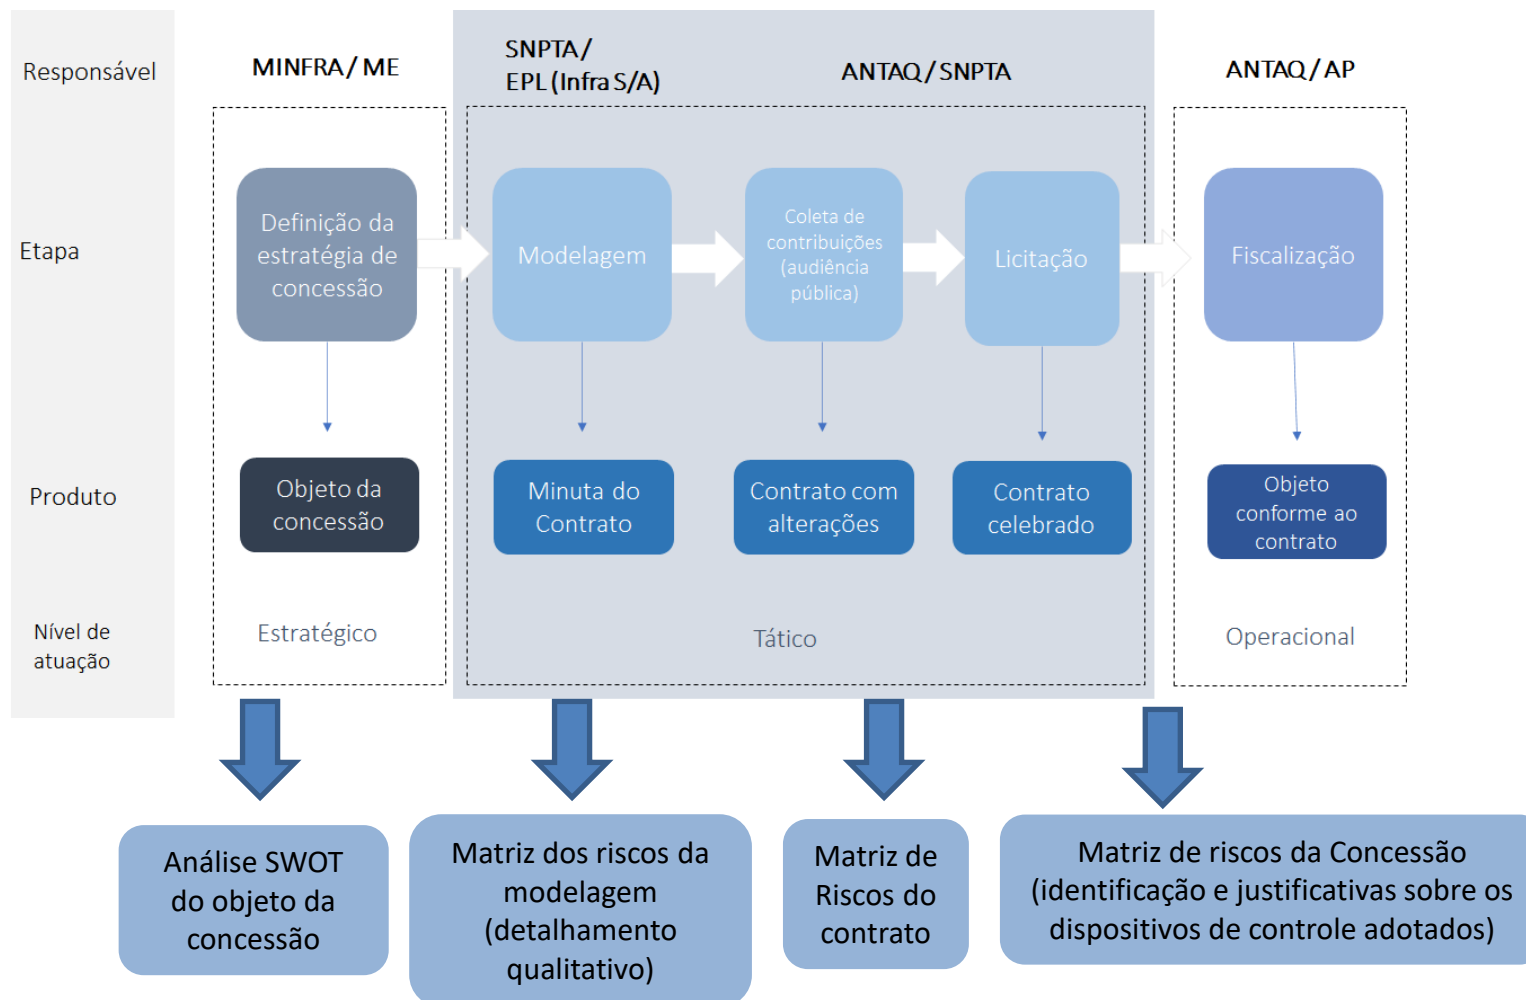 Responsável
MINFRA / ME
SNPTA /
EPL (Infra S/A)
ANTAQ / SNPTA
ANTAQ / AP
Etapa
Definição da
estratégia de
concessão
Modelagem
Coleta de
contribuições
(audiência
pública)
Licitação
Fiscalização
Produto
Objeto da
concessão
Minuta do
Contrato
Contrato com
alterações
Contrato
celebrado
Objeto
conforme ao
contrato
Nível de
atuação
Estratégico
Tático
Operacional
Análise SWOT
do objeto da
concessão
Matriz dos riscos da
modelagem
(detalhamento
qualitativo)
Matriz de
Riscos do
contrato
Matriz de riscos da Concessão
(identificação e justificativas sobre os
dispositivos de controle adotados)